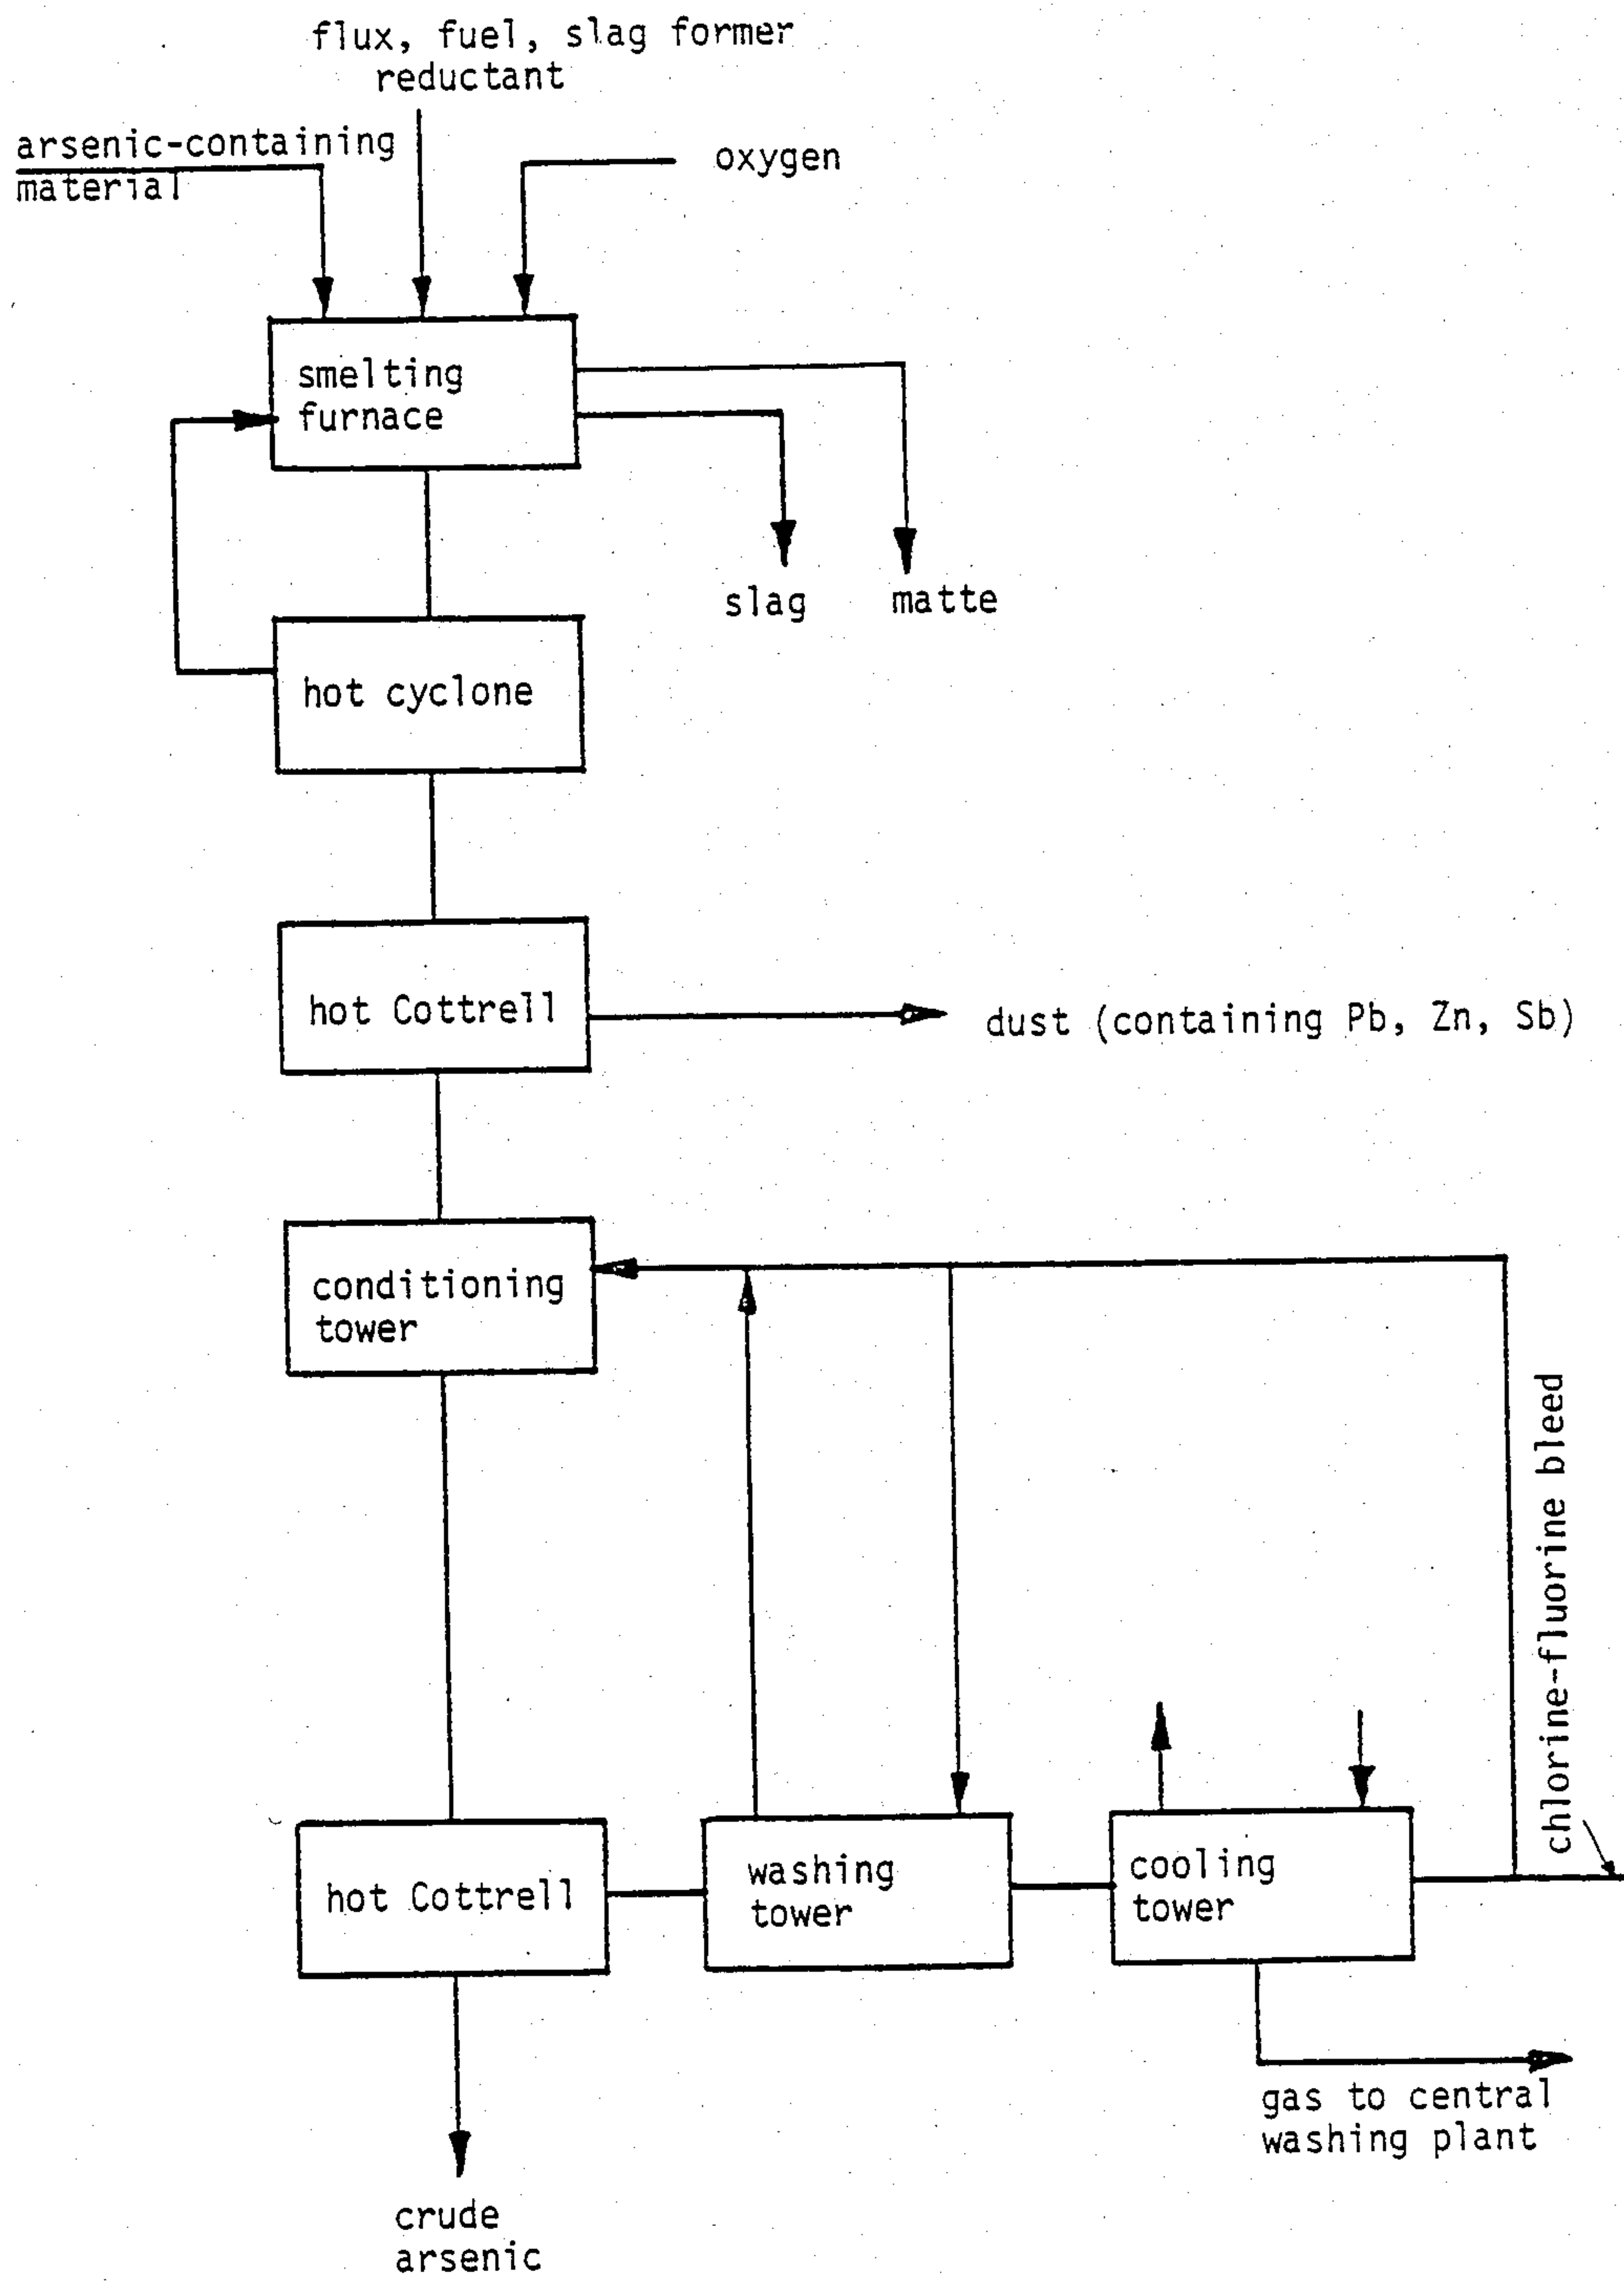 flux, fuel, slag former
reductant
arsenic-containing
material
oxygen
smelting
furnace
slag
matte
hot cyclone
hot Cottrell
dust (containing Pb, Zn, Sb)
conditioning
tower
chlorine-fluorine bleed
hot Cottrell
washing
tower
cooling
tower
gas to central
washing plant
crude
arsenic